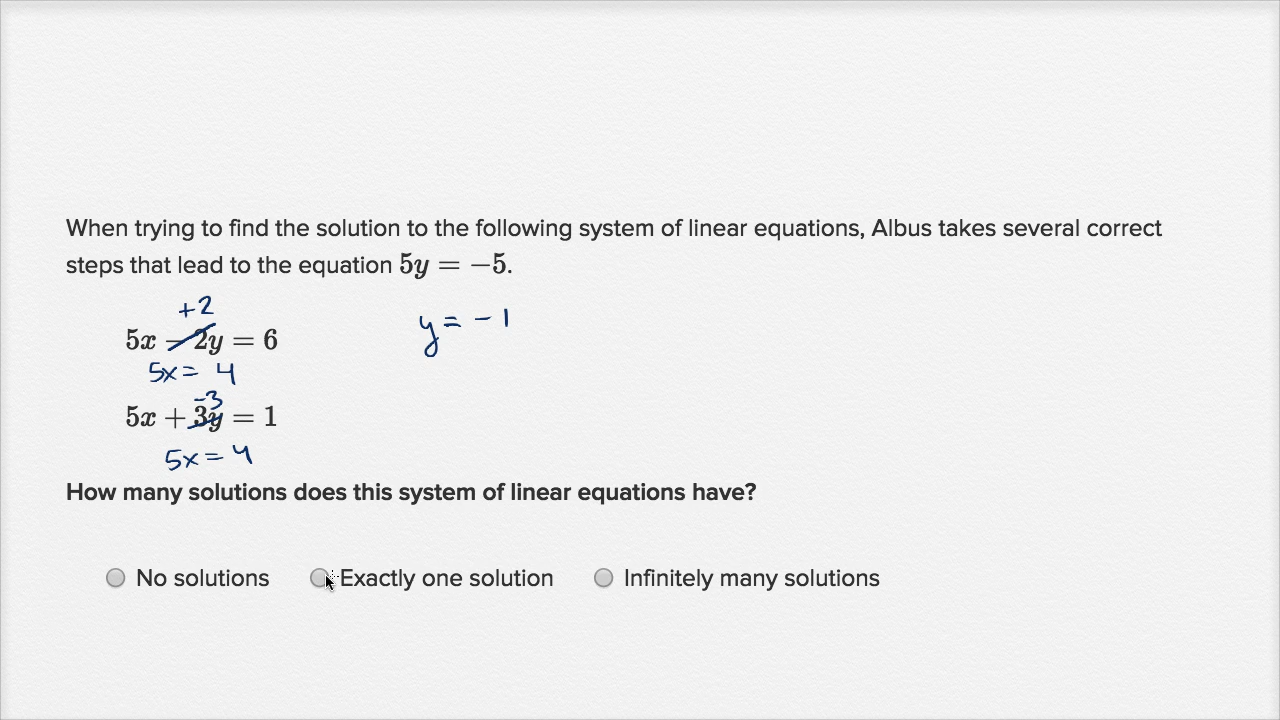 When trying to find the solution to the following system of linear equations, Albus takes several correct
steps that lead to the equation 5y = −5.
+2
5x − 2y = 6
y = - 1
5x = 4
-3
5x + 3y = 1
5x = 4
How many solutions does this system of linear equations have?
No solutions Exactly one solution Infinitely many solutions